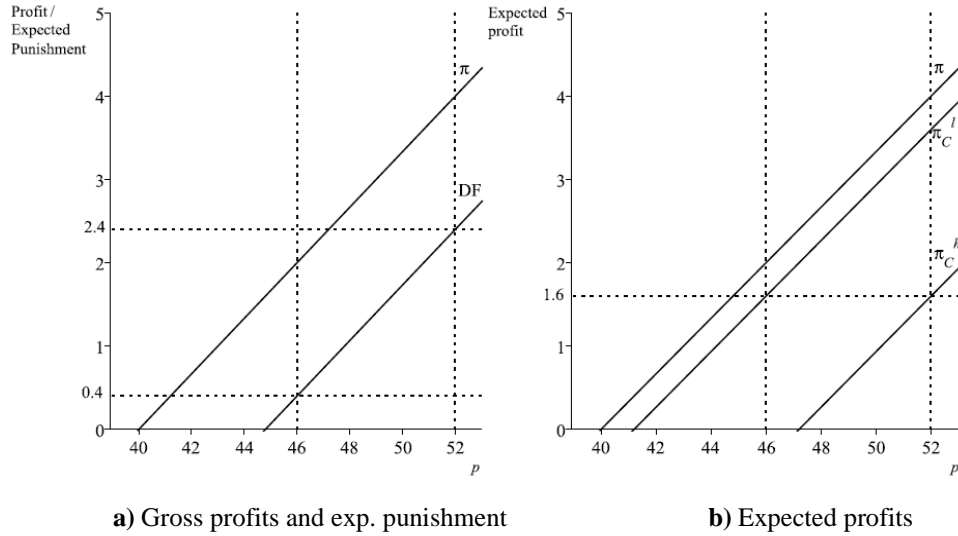 Profit /
Expected
Punishment
5
π
4
3
DF
2.4
2
1
0.4
0
40 42 44 46 48 50 52
p
Expected
profit
5
π
4
π_C^l
3
2
π_C^h
1.6
1
0
40 42 44 46 48 50 52
p
a) Gross profits and exp. punishment
b) Expected profits